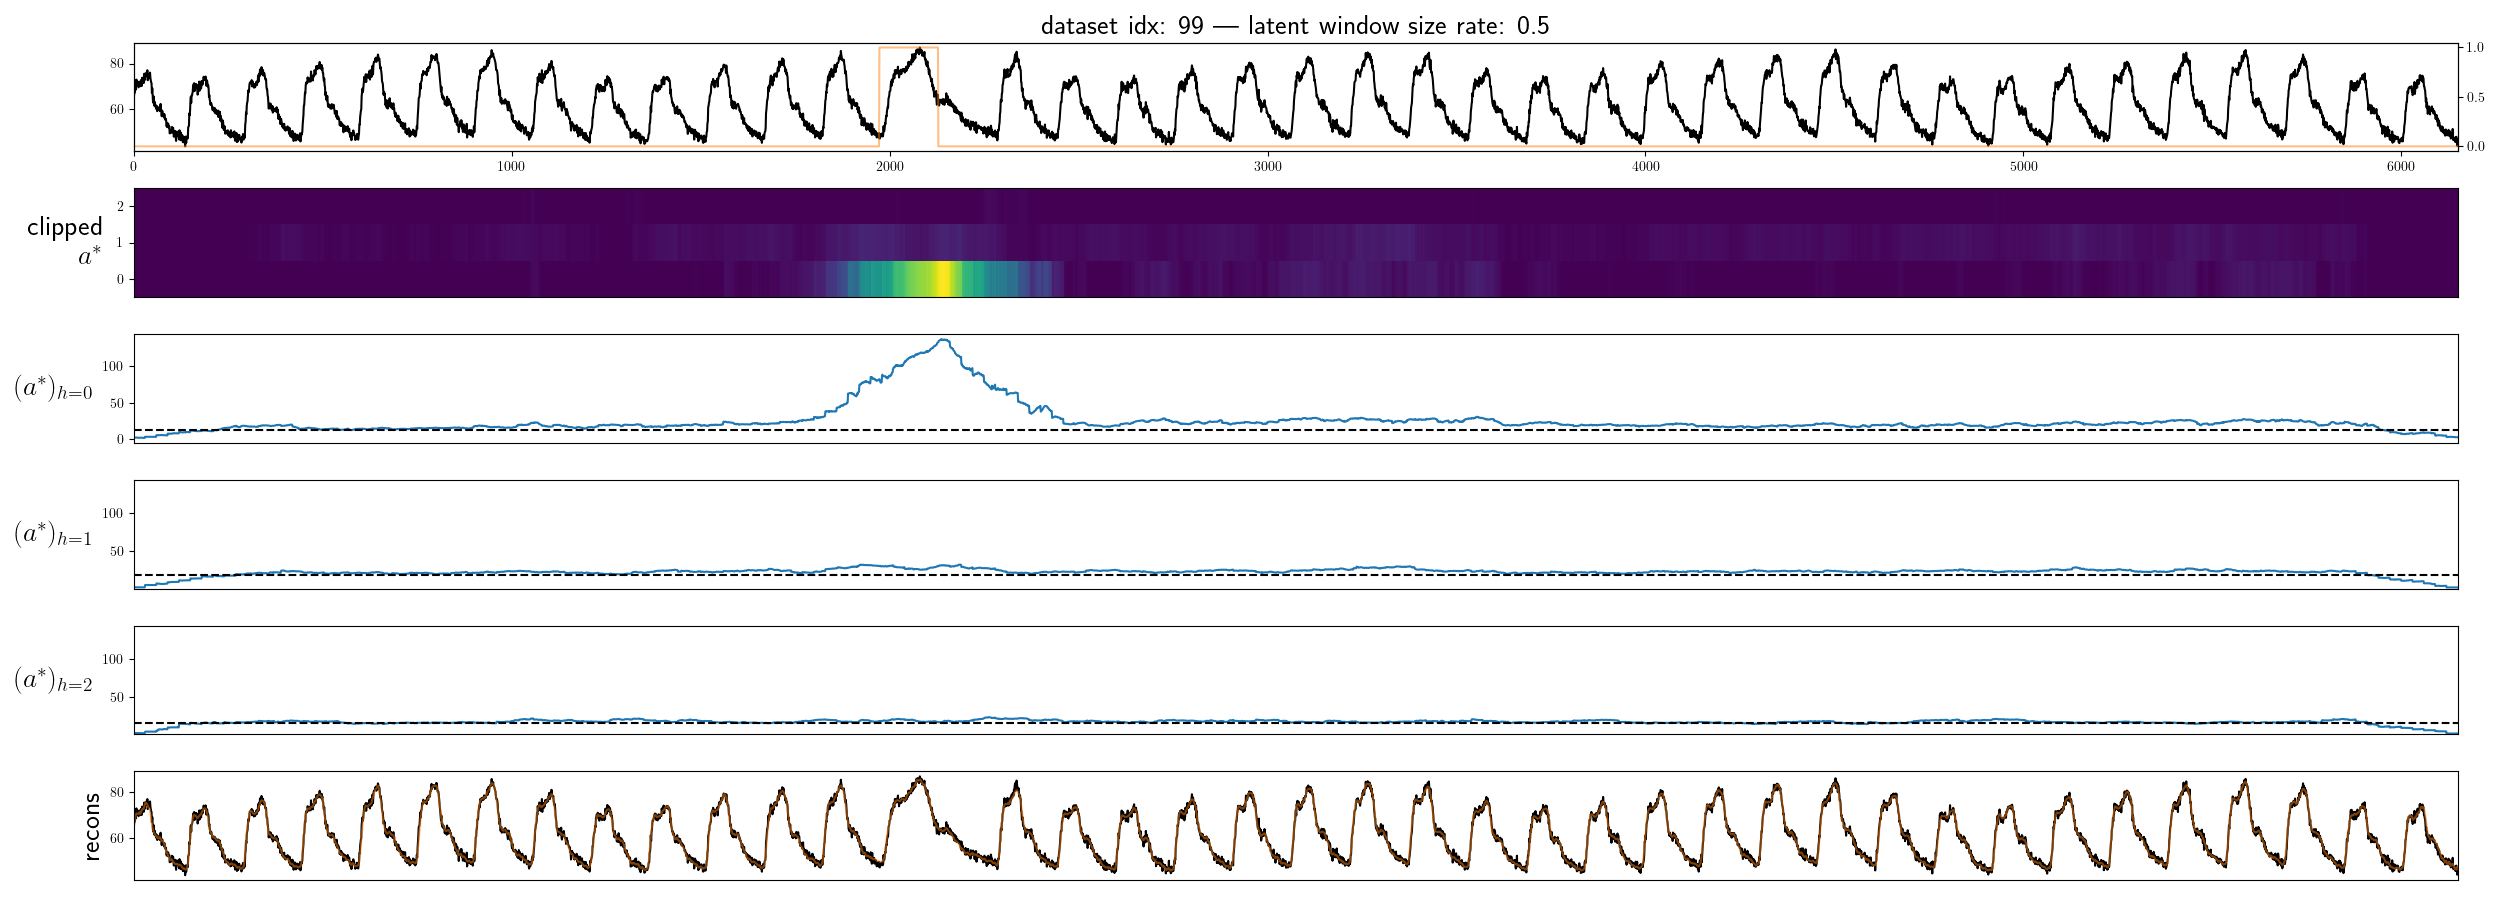 dataset idx: 99 — latent window size rate: 0.5
80
60
1.0
0.5
0.0
0 1000 2000 3000 4000 5000 6000
clipped
a*
2
1
0
(a*)h=0
100
50
0
(a*)h=1
100
50
(a*)h=2
100
50
recons
80
60